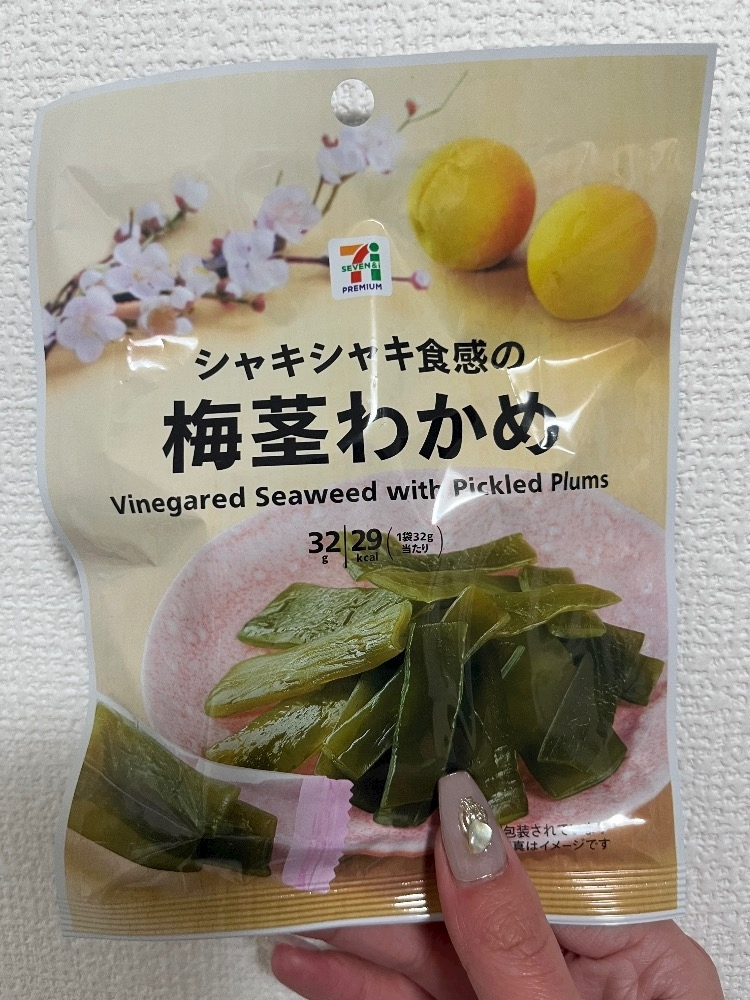 SEVEN&i
PREMIUM
シャキシャキ食感の
梅茎わかめ
Vinegared Seaweed with Pickled Plums
32g 29kcal (1袋32g当たり)
包装されて
真はイメージです